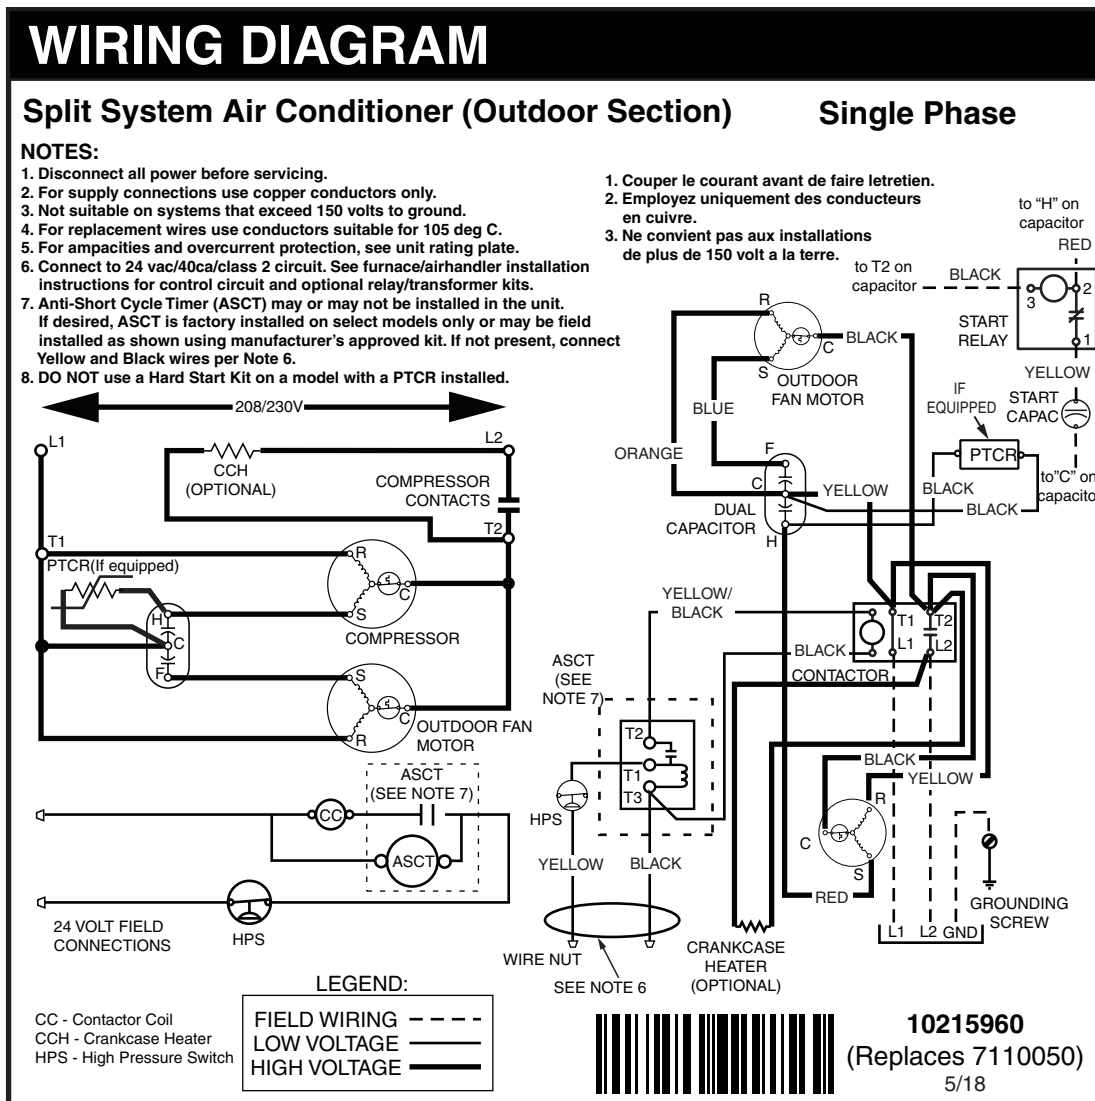 WIRING DIAGRAM
Split System Air Conditioner (Outdoor Section)
Single Phase
NOTES:
1. Disconnect all power before servicing.
2. For supply connections use copper conductors only.
3. Not suitable on systems that exceed 150 volts to ground.
4. For replacement wires use conductors suitable for 105 deg C.
5. For ampacities and overcurrent protection, see unit rating plate.
6. Connect to 24 vac/40ca/class 2 circuit. See furnace/airhandler installation
instructions for control circuit and optional relay/transformer kits.
7. Anti-Short Cycle Timer (ASCT) may or may not be installed in the unit.
If desired, ASCT is factory installed on select models only or may be field
installed as shown using manufacturer's approved kit. If not present, connect
Yellow and Black wires per Note 6.
8. DO NOT use a Hard Start Kit on a model with a PTCR installed.
1. Couper le courant avant de faire letretien.
2. Employez uniquement des conducteurs
en cuivre.
3. Ne convient pas aux installations
de plus de 150 volt a la terre.
208/230V
L1
L2
CCH
(OPTIONAL)
COMPRESSOR
CONTACTS
T1
T2
PTCR(If equipped)
R
C
S
H
C
F
COMPRESSOR
S
C
R
OUTDOOR FAN
MOTOR
ASCT
(SEE NOTE 7)
CC
ASCT
24 VOLT FIELD
CONNECTIONS
HPS
to "H" on
capacitor
RED
to T2 on
capacitor
BLACK
3
2
1
START
RELAY
YELLOW
START
CAPAC
to"C" on
capacito
IF
EQUIPPED
PTCR
BLACK
BLACK
R
C
S
BLACK
OUTDOOR
FAN MOTOR
BLUE
ORANGE
F
C
H
YELLOW
DUAL
CAPACITOR
YELLOW/
BLACK
T1
T2
L1
L2
BLACK
CONTACTOR
ASCT
(SEE
NOTE 7)
T2
T1
T3
HPS
YELLOW
BLACK
BLACK
YELLOW
R
C
S
RED
GROUNDING
SCREW
L1
L2
GND
WIRE NUT
SEE NOTE 6
CRANKCASE
HEATER
(OPTIONAL)
CC - Contactor Coil
CCH - Crankcase Heater
HPS - High Pressure Switch
LEGEND:
FIELD WIRING
LOW VOLTAGE
HIGH VOLTAGE
10215960
(Replaces 7110050)
5/18